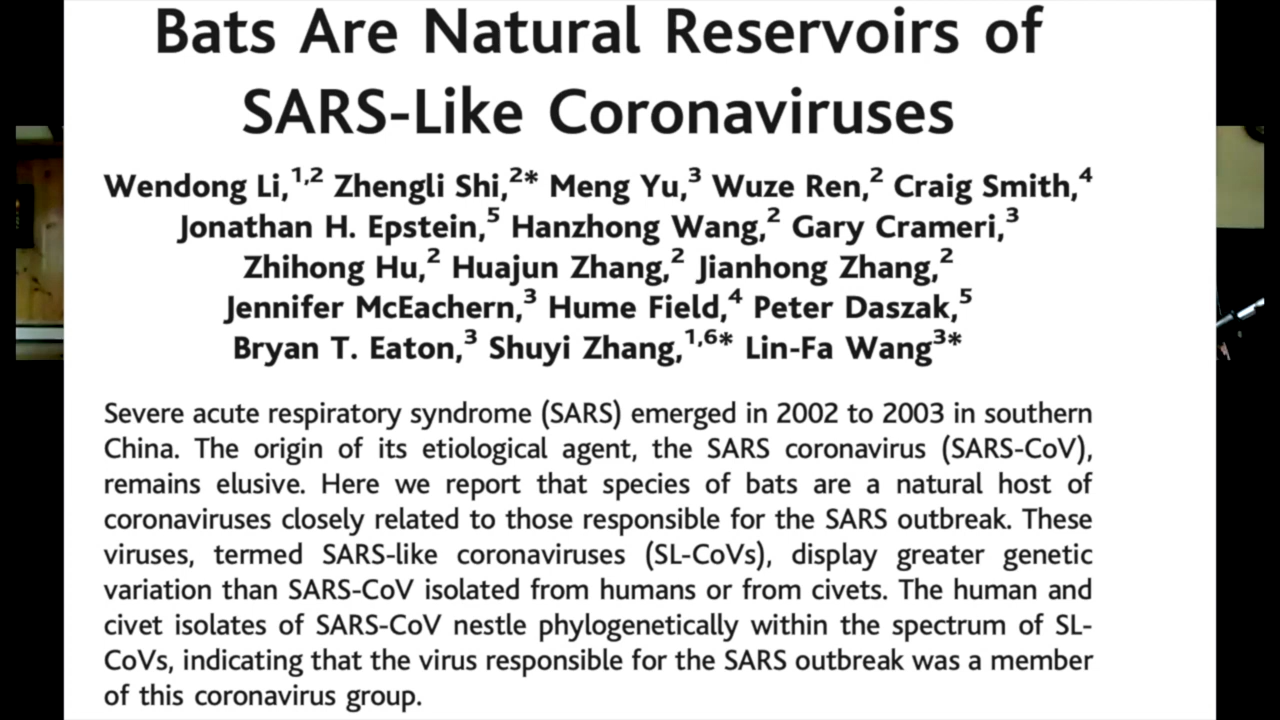 Bats Are Natural Reservoirs of
SARS-Like Coronaviruses
Wendong Li,1,2 Zhengli Shi,2* Meng Yu,3 Wuze Ren,2 Craig Smith,4
Jonathan H. Epstein,5 Hanzhong Wang,2 Gary Crameri,3
Zhihong Hu,2 Huajun Zhang,2 Jianhong Zhang,2
Jennifer McEachern,3 Hume Field,4 Peter Daszak,5
Bryan T. Eaton,3 Shuyi Zhang,1,6* Lin-Fa Wang3*
Severe acute respiratory syndrome (SARS) emerged in 2002 to 2003 in southern
China. The origin of its etiological agent, the SARS coronavirus (SARS-CoV),
remains elusive. Here we report that species of bats are a natural host of
coronaviruses closely related to those responsible for the SARS outbreak. These
viruses, termed SARS-like coronaviruses (SL-CoVs), display greater genetic
variation than SARS-CoV isolated from humans or from civets. The human and
civet isolates of SARS-CoV nestle phylogenetically within the spectrum of SL-
CoVs, indicating that the virus responsible for the SARS outbreak was a member
of this coronavirus group.